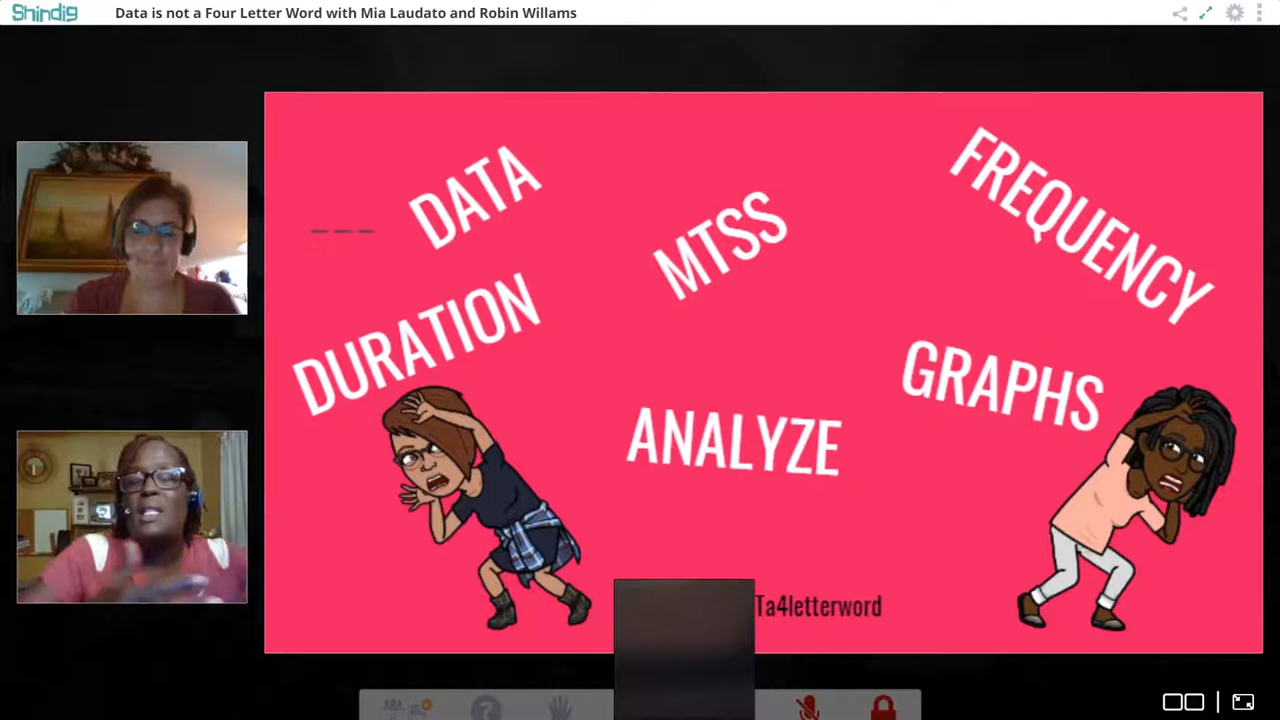 Shindig
Data is not a Four Letter Word with Mia Laudato and Robin Willams
DATA
MTSS
FREQUENCY
DURATION
GRAPHS
ANALYZE
Ta4letterword